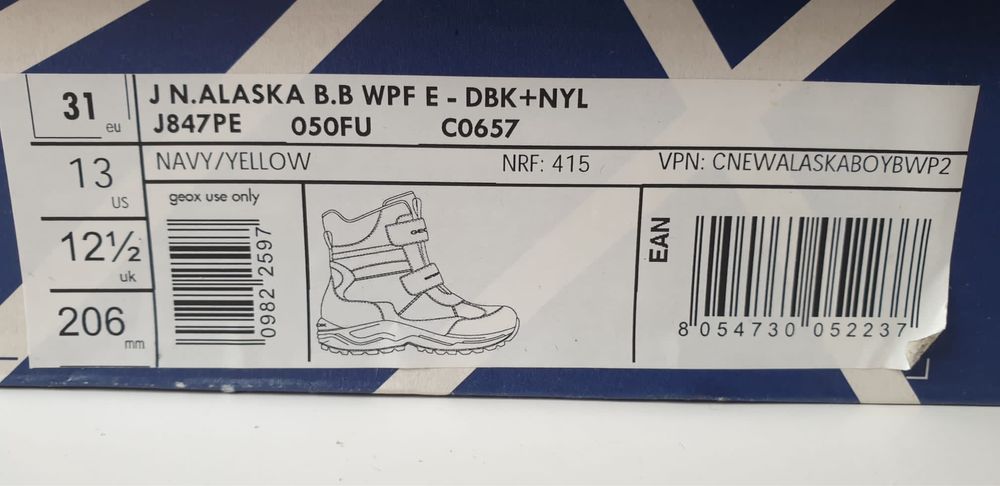 31 eu
13 US
12½ uk
206 mm
J N.ALASKA B.B WPF E - DBK+NYL
J847PE 050FU C0657
NAVY/YELLOW NRF: 415 VPN: CNEWALASKABOYBWP2
geox use only
0982 2597
EAN
8 054730 052237